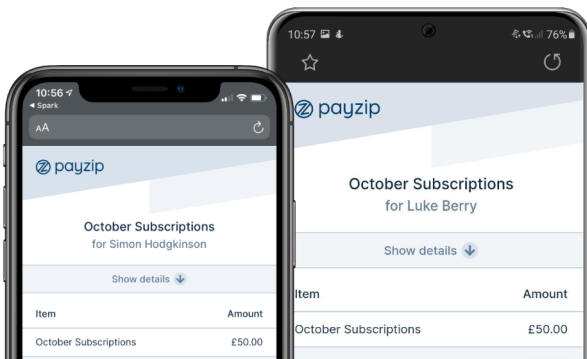 10:56
Spark
AA
payzip
October Subscriptions
for Simon Hodgkinson
Show details
Item Amount
October Subscriptions £50.00
10:57 76%
payzip
October Subscriptions
for Luke Berry
Show details
Item Amount
October Subscriptions £50.00